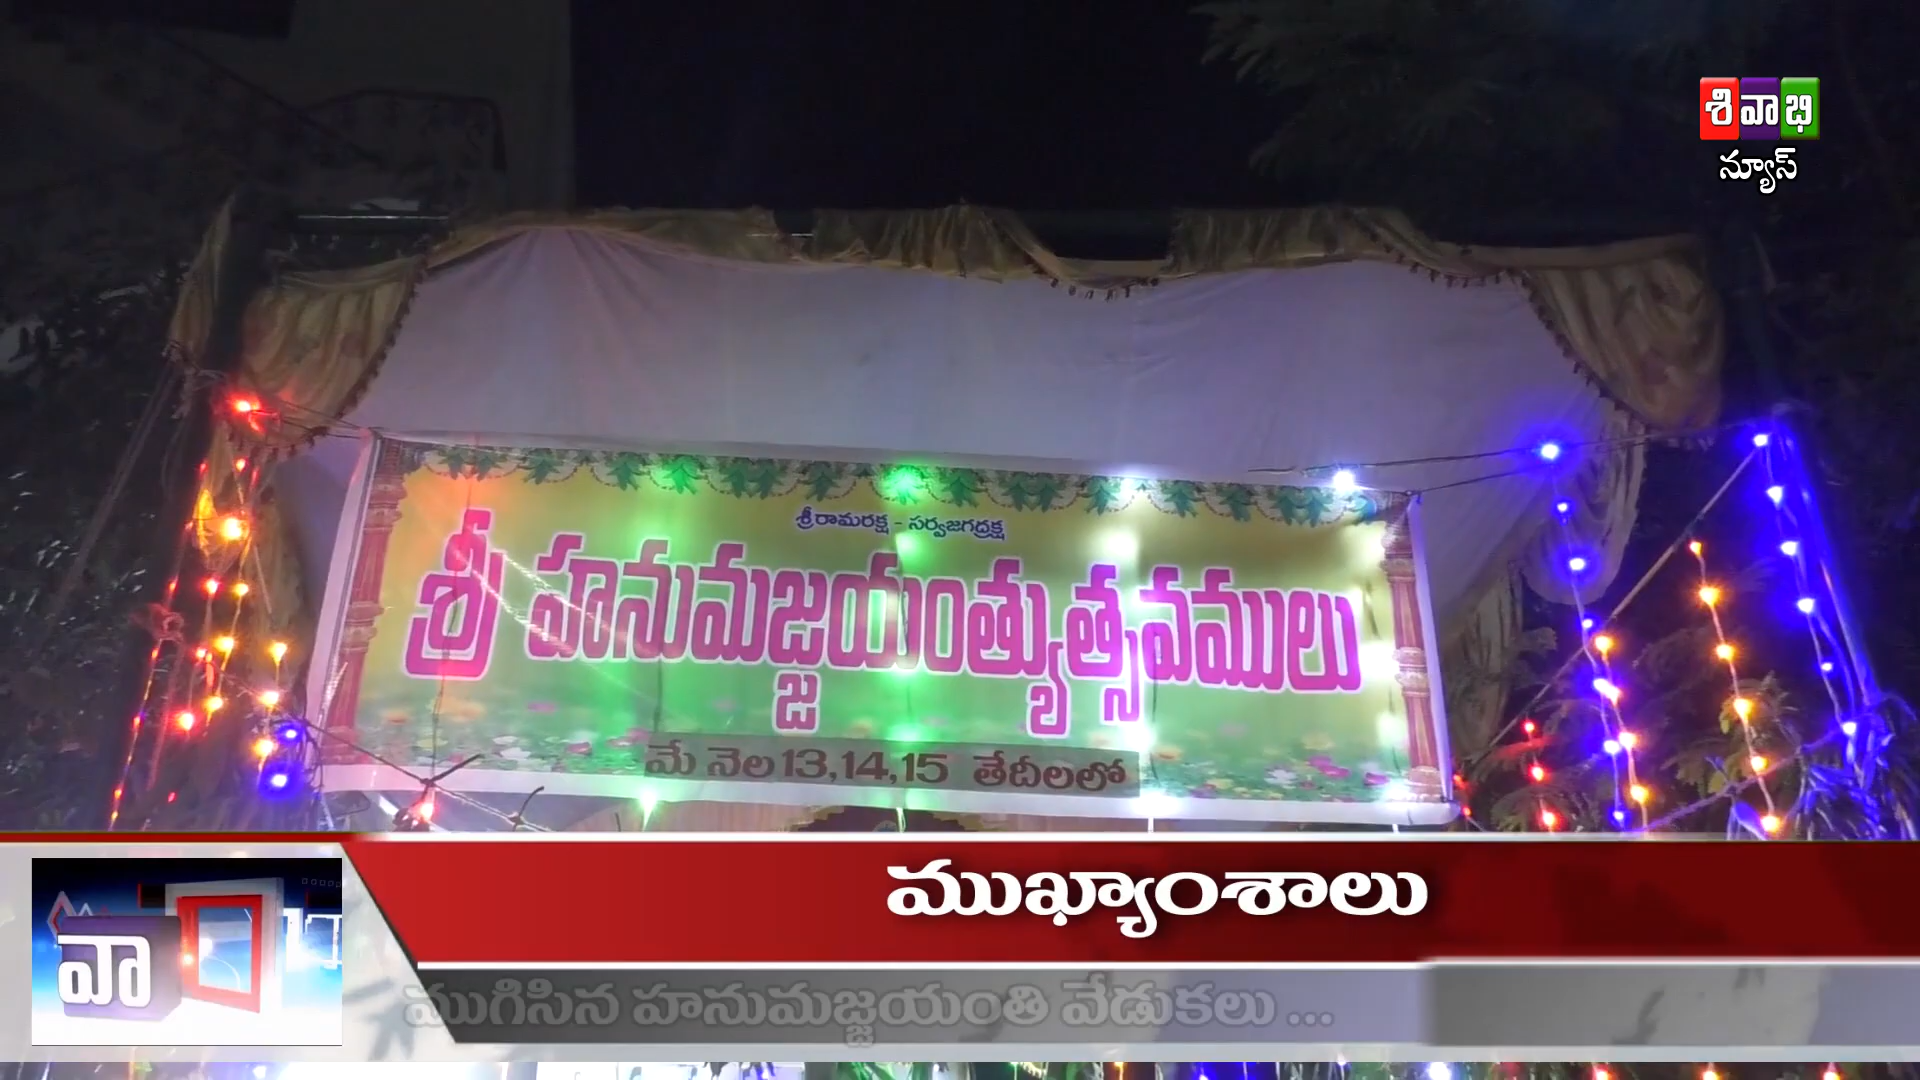 శివాభి
న్యూస్
శ్రీరామరక్ష - సర్వజగద్రక్ష
శ్రీ హనుమజ్జయంత్యుత్సవములు
మే నెల 13,14,15 తేదీలలో
ముఖ్యాంశాలు
వా
ముగిసిన హనుమజ్జయంతి వేడుకలు ...